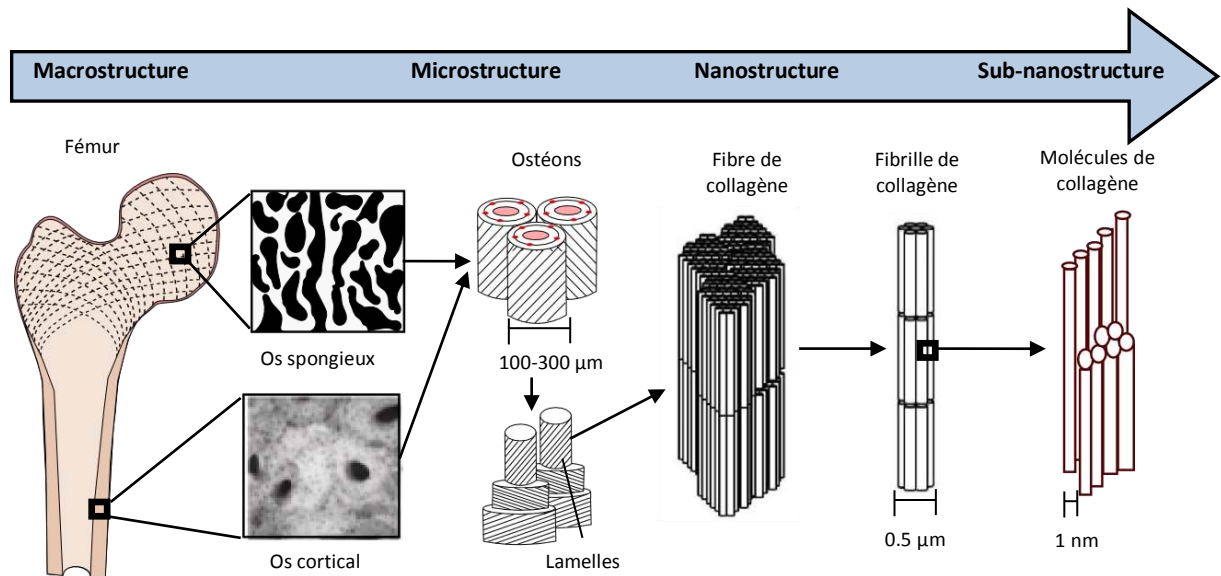 Macrostructure
Microstructure
Nanostructure
Sub-nanostructure
Fémur
Ostéons
Fibre de
collagène
Fibrille de
collagène
Molécules de
collagène
Os spongieux
100-300 µm
Os cortical
Lamelles
0.5 µm
1 nm